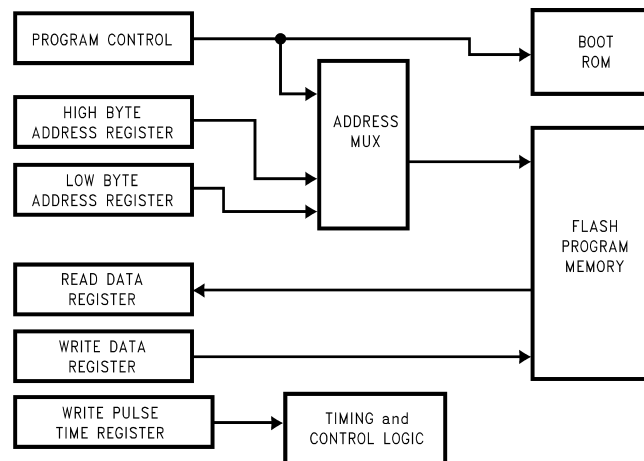 PROGRAM CONTROL
BOOT
ROM
HIGH BYTE
ADDRESS REGISTER
ADDRESS
MUX
LOW BYTE
ADDRESS REGISTER
FLASH
PROGRAM
MEMORY
READ DATA
REGISTER
WRITE DATA
REGISTER
WRITE PULSE
TIME REGISTER
TIMING and
CONTROL LOGIC